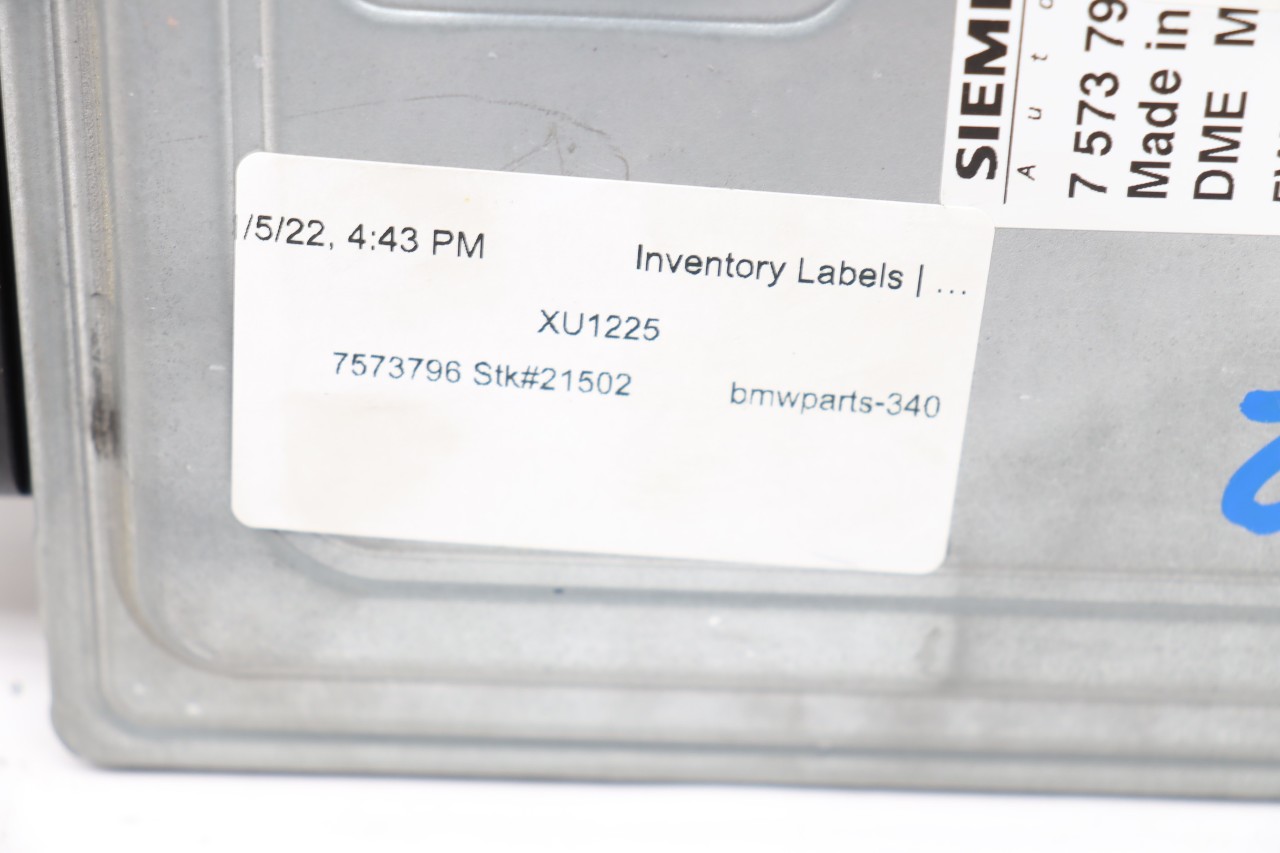 /5/22, 4:43 PM
Inventory Labels | ...
XU1225
7573796 Stk#21502
bmwparts-340
SIEM
Auto
7 573 79
Made in
DME M